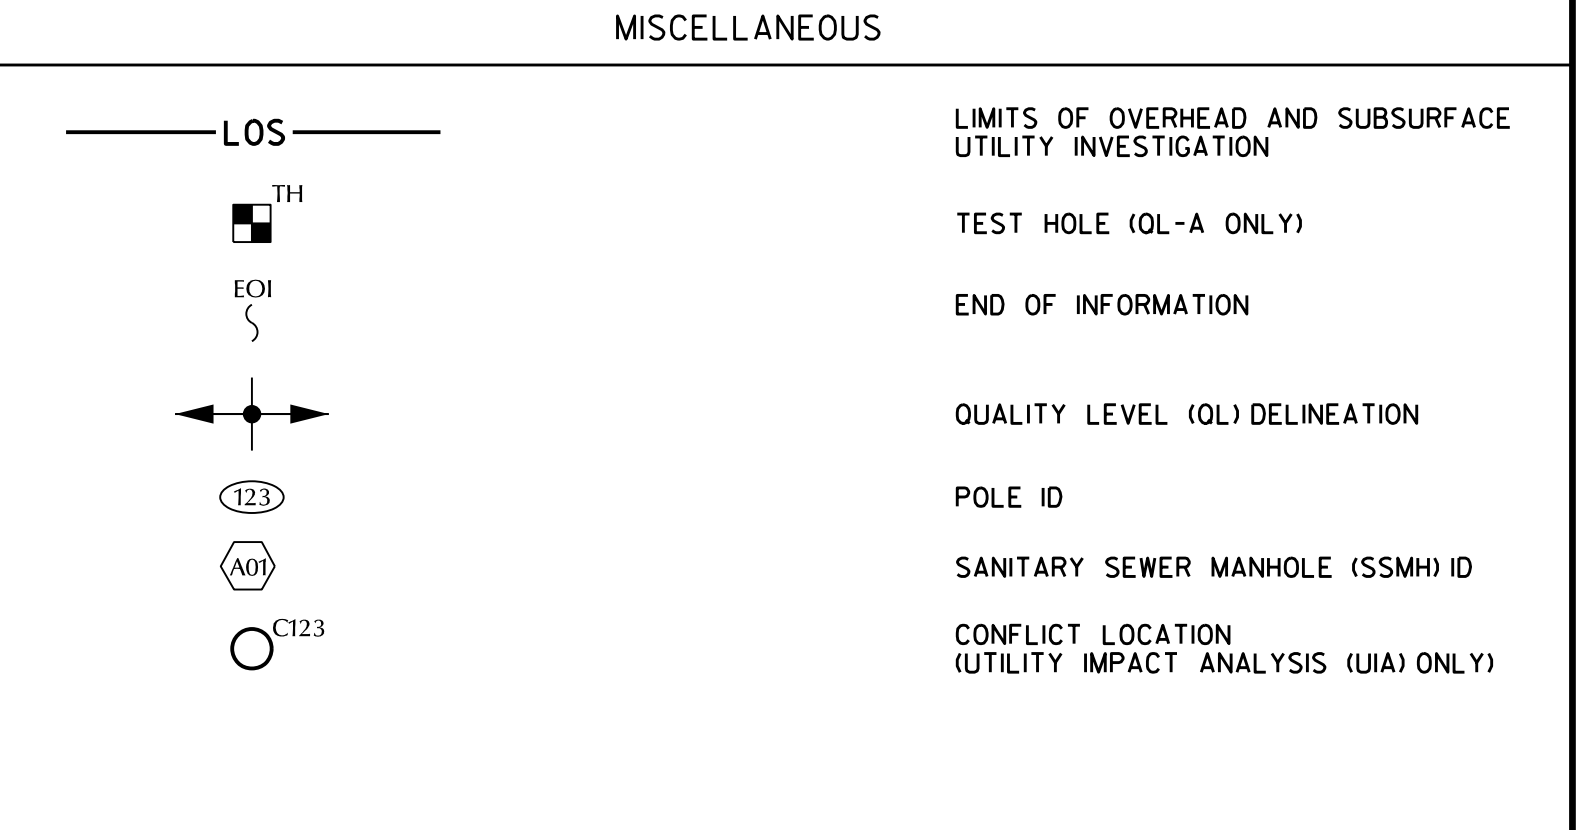 MISCELLANEOUS
LOS
LIMITS OF OVERHEAD AND SUBSURFACE
UTILITY INVESTIGATION
TH
TEST HOLE (QL-A ONLY)
EOI
END OF INFORMATION
QUALITY LEVEL (QL) DELINEATION
123
POLE ID
A01
SANITARY SEWER MANHOLE (SSMH) ID
C123
CONFLICT LOCATION
(UTILITY IMPACT ANALYSIS (UIA) ONLY)